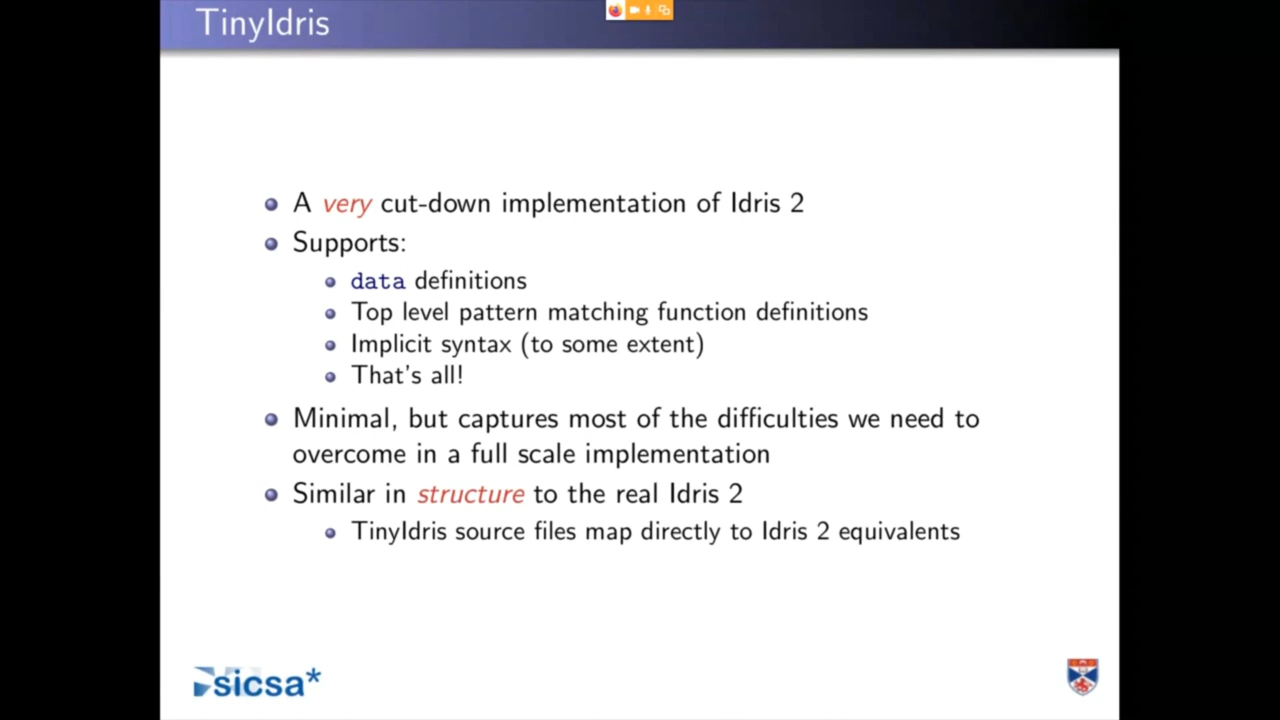 TinyIdris
A very cut-down implementation of Idris 2
Supports:
data definitions
Top level pattern matching function definitions
Implicit syntax (to some extent)
That's all!
Minimal, but captures most of the difficulties we need to
overcome in a full scale implementation
Similar in structure to the real Idris 2
TinyIdris source files map directly to Idris 2 equivalents
sicsa*